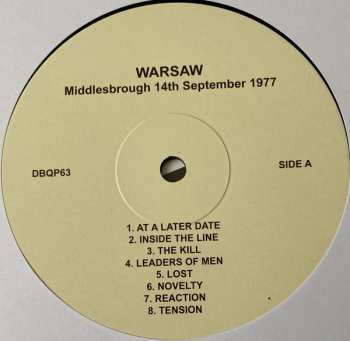 WARSAW
Middlesbrough 14th September 1977
DBQP63
SIDE A
1. AT A LATER DATE
2. INSIDE THE LINE
3. THE KILL
4. LEADERS OF MEN
5. LOST
6. NOVELTY
7. REACTION
8. TENSION